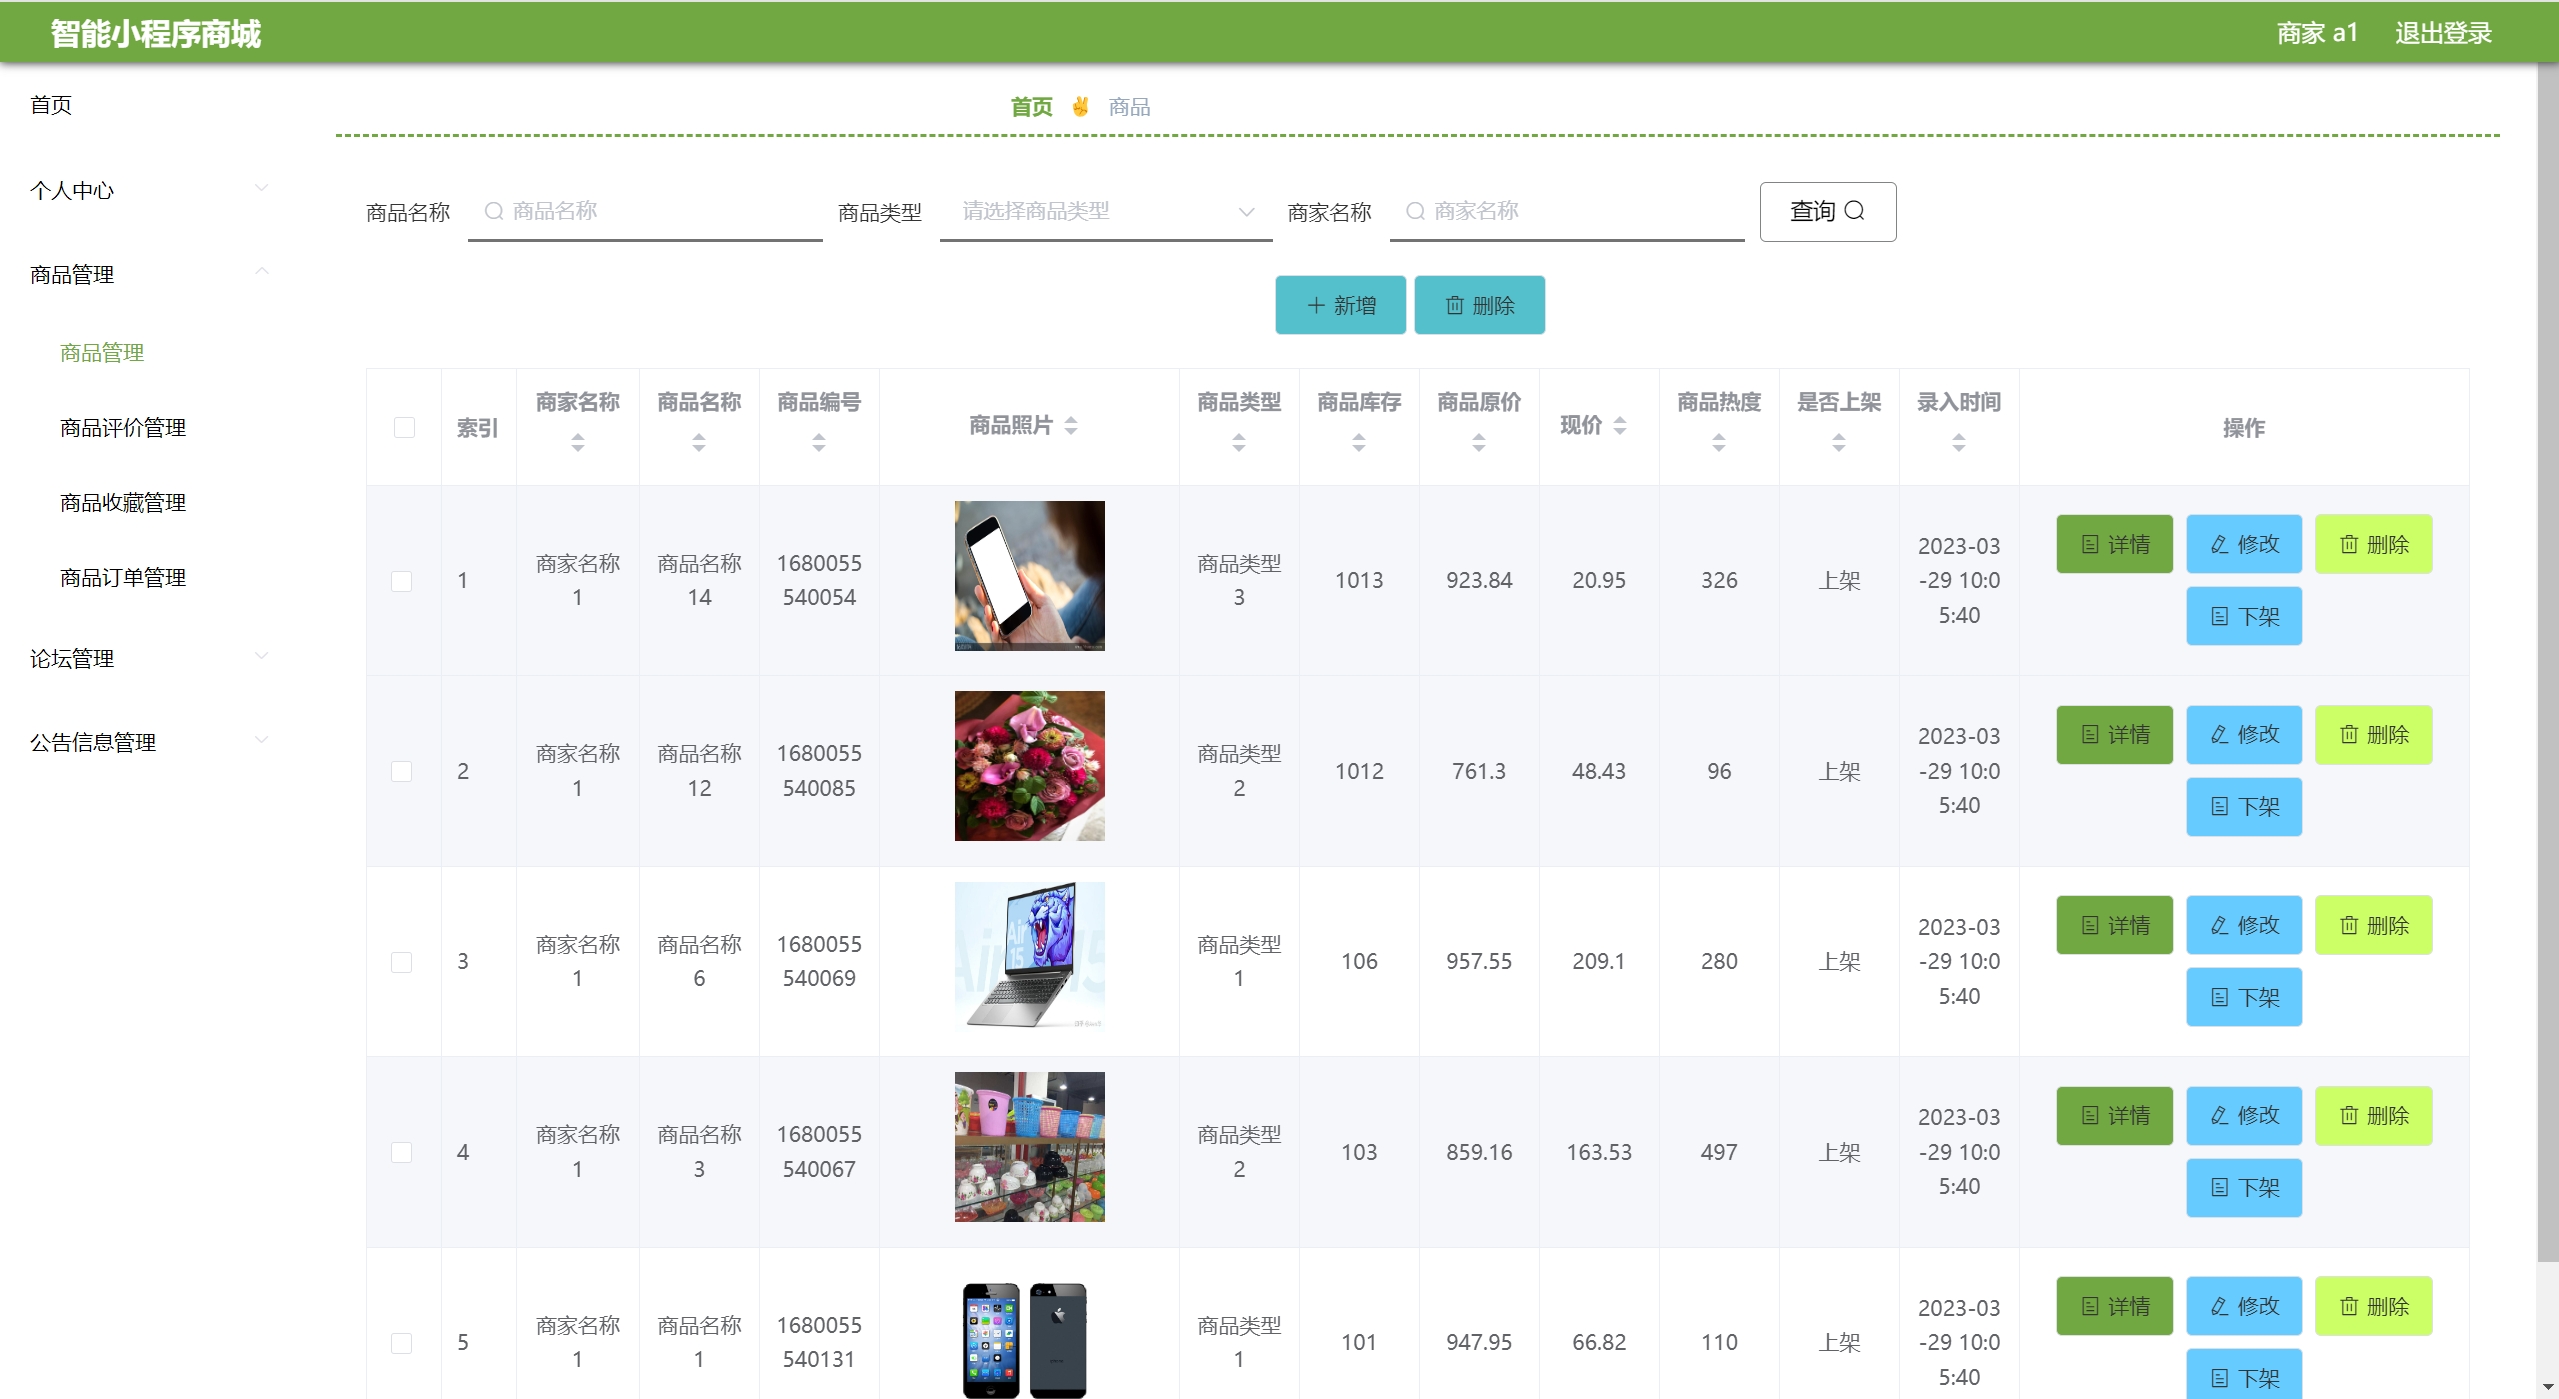 智能小程序商城
商家 a1 退出登录
首页
个人中心
商品管理
商品管理
商品评价管理
商品收藏管理
商品订单管理
论坛管理
公告信息管理
首页 ✌ 商品
商品名称 商品名称 商品类型 请选择商品类型 商家名称 商家名称 查询
新增 删除
索引 商家名称 商品名称 商品编号 商品照片 商品类型 商品库存 商品原价 现价 商品热度 是否上架 录入时间 操作
1 商家名称1 商品名称14 1680055540054 商品类型3 1013 923.84 20.95 326 上架 2023-03-29 10:05:40 详情 修改 删除 下架
2 商家名称1 商品名称12 1680055540085 商品类型2 1012 761.3 48.43 96 上架 2023-03-29 10:05:40 详情 修改 删除 下架
3 商家名称1 商品名称6 1680055540069 Air 15 商品类型1 106 957.55 209.1 280 上架 2023-03-29 10:05:40 详情 修改 删除 下架
4 商家名称1 商品名称3 1680055540067 商品类型2 103 859.16 163.53 497 上架 2023-03-29 10:05:40 详情 修改 删除 下架
5 商家名称1 商品名称1 1680055540131 商品类型1 101 947.95 66.82 110 上架 2023-03-29 10:05:40 详情 修改 删除 下架